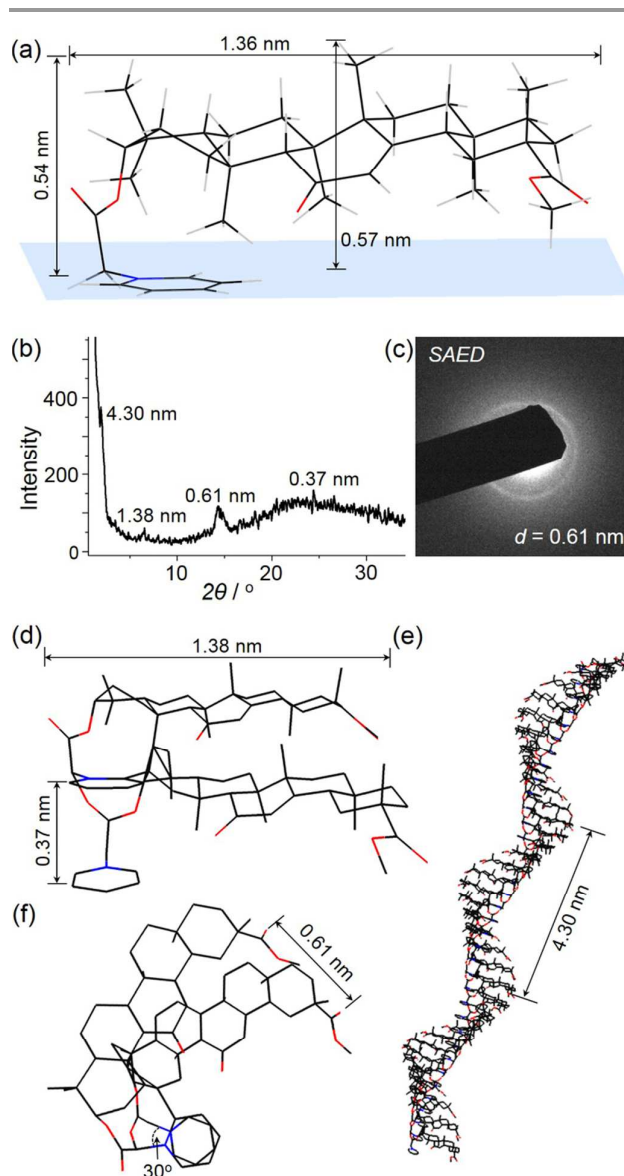 (a)
1.36 nm
0.54 nm
0.57 nm
(b)
400
4.30 nm
Intensity
200
1.38 nm
0.61 nm
0.37 nm
0
10
20
30
2θ / °
(c)
SAED
d = 0.61 nm
(d)
1.38 nm
0.37 nm
(e)
4.30 nm
(f)
0.61 nm
30°